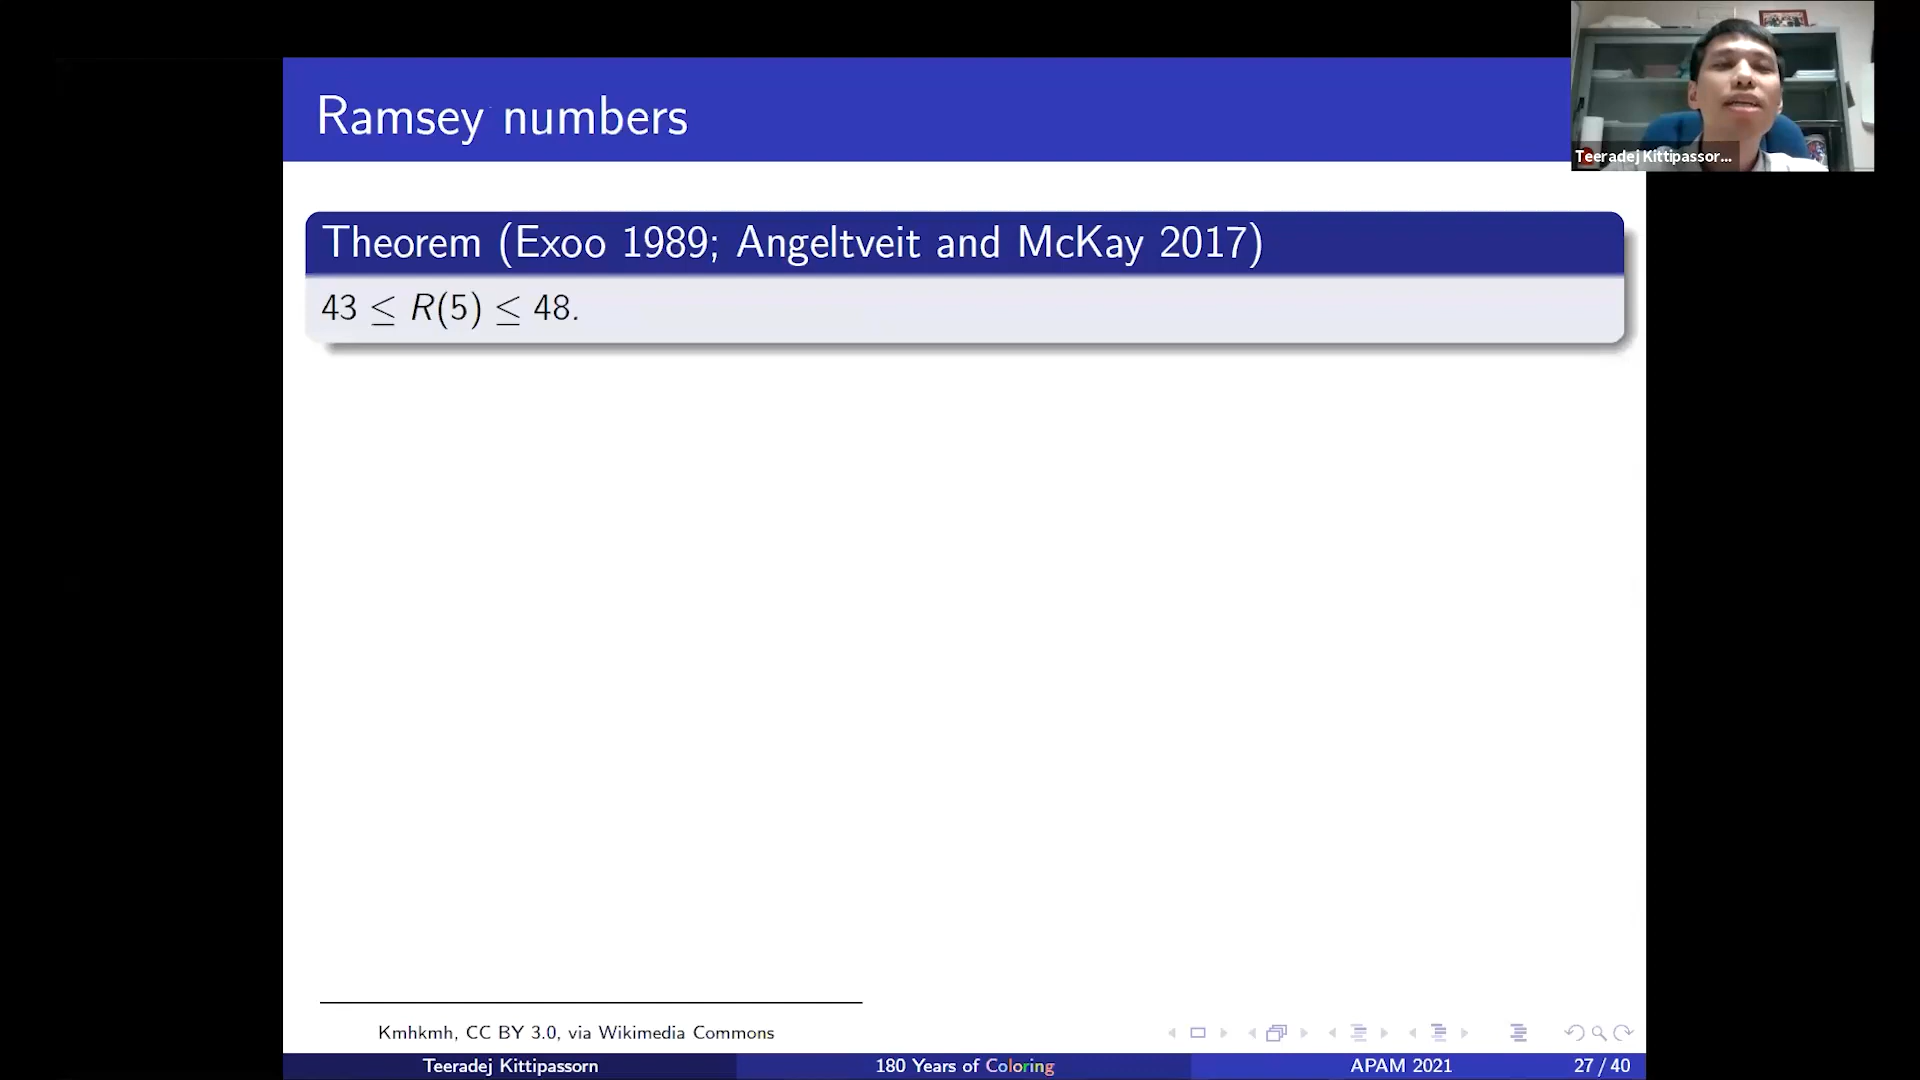 Ramsey numbers
Teeradej Kittipassor...
Theorem (Exoo 1989; Angeltveit and McKay 2017)
43 ≤ R(5) ≤ 48.
Kmhkmh, CC BY 3.0, via Wikimedia Commons
Teeradej Kittipassorn 180 Years of Coloring APAM 2021 27 / 40